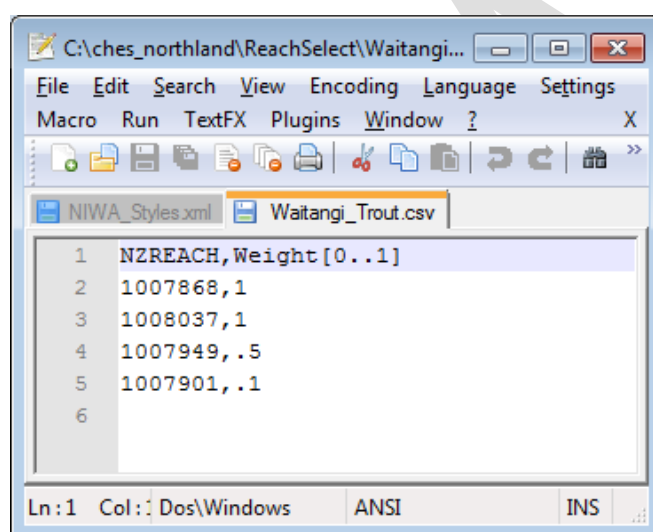 C:\ches_northland\ReachSelect\Waitangi...
File Edit Search View Encoding Language Settings
Macro Run TextFX Plugins Window ? X
NIWA_Styles.xml Waitangi_Trout.csv
1 NZREACH,Weight[0..1]
2 1007868,1
3 1008037,1
4 1007949,.5
5 1007901,.1
6
Ln:1 Col: Dos\Windows ANSI INS